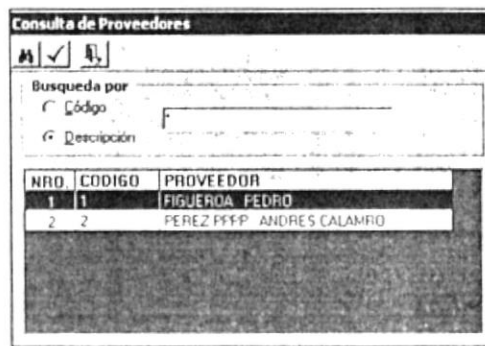 Consulta de Proveedores
Busqueda por
Código
Descripción
NRO. CODIGO PROVEEDOR
1 1 FIGUEROA PEDRO
2 2 PEREZ PPPP ANDRES CALAMRO